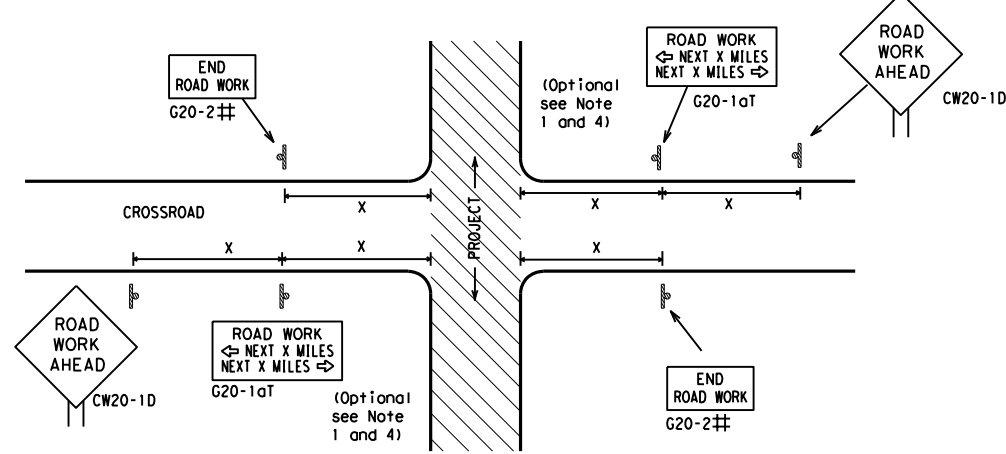 ROAD
WORK
AHEAD
CW20-1D
ROAD WORK
⇦ NEXT X MILES
NEXT X MILES ⇨
G20-1aT
(Optional
see Note
1 and 4)
END
ROAD WORK
G20-2⌗
X
X
X
CROSSROAD
PROJECT
X
X
X
ROAD
WORK
AHEAD
CW20-1D
ROAD WORK
⇦ NEXT X MILES
NEXT X MILES ⇨
G20-1aT
(Optional
see Note
1 and 4)
END
ROAD WORK
G20-2⌗